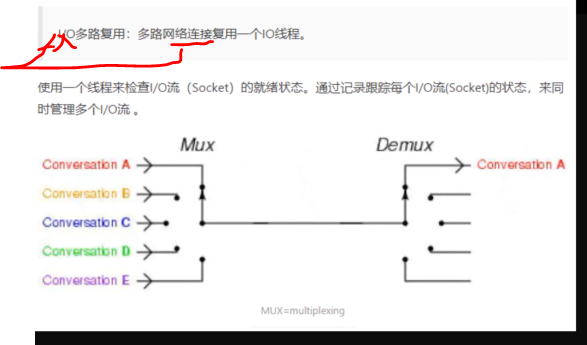 I/O多路复用：多路网络连接复用一个IO线程。
使用一个线程来检查I/O流（Socket）的就绪状态。通过记录跟踪每个I/O流(Socket)的状态，来同
时管理多个I/O流 。
Mux
Demux
Conversation A
Conversation A
Conversation B
Conversation C
Conversation D
Conversation E
MUX=multiplexing